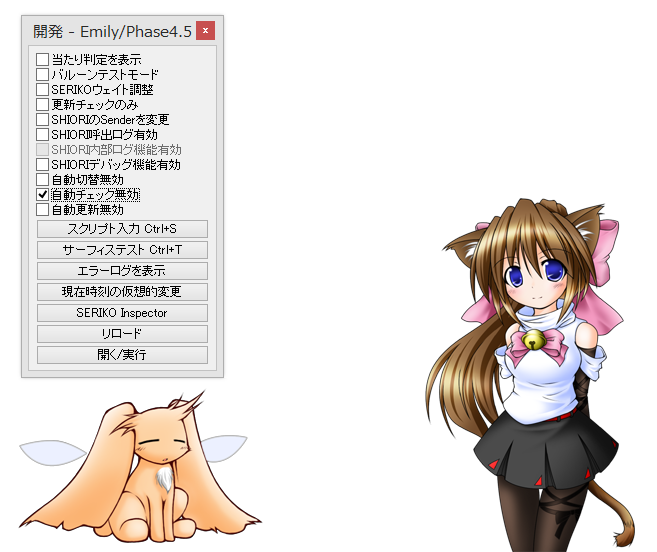 開発 - Emily/Phase4.5
x
当たり判定を表示
バルーンテストモード
SERIKOウェイト調整
更新チェックのみ
SHIORIのSenderを変更
SHIORI呼出ログ有効
SHIORI内部ログ機能有効
SHIORIデバッグ機能有効
自動切替無効
自動チェック無効
自動更新無効
スクリプト入力 Ctrl+S
サーフィステスト Ctrl+T
エラーログを表示
現在時刻の仮想的変更
SERIKO Inspector
リロード
開く/実行